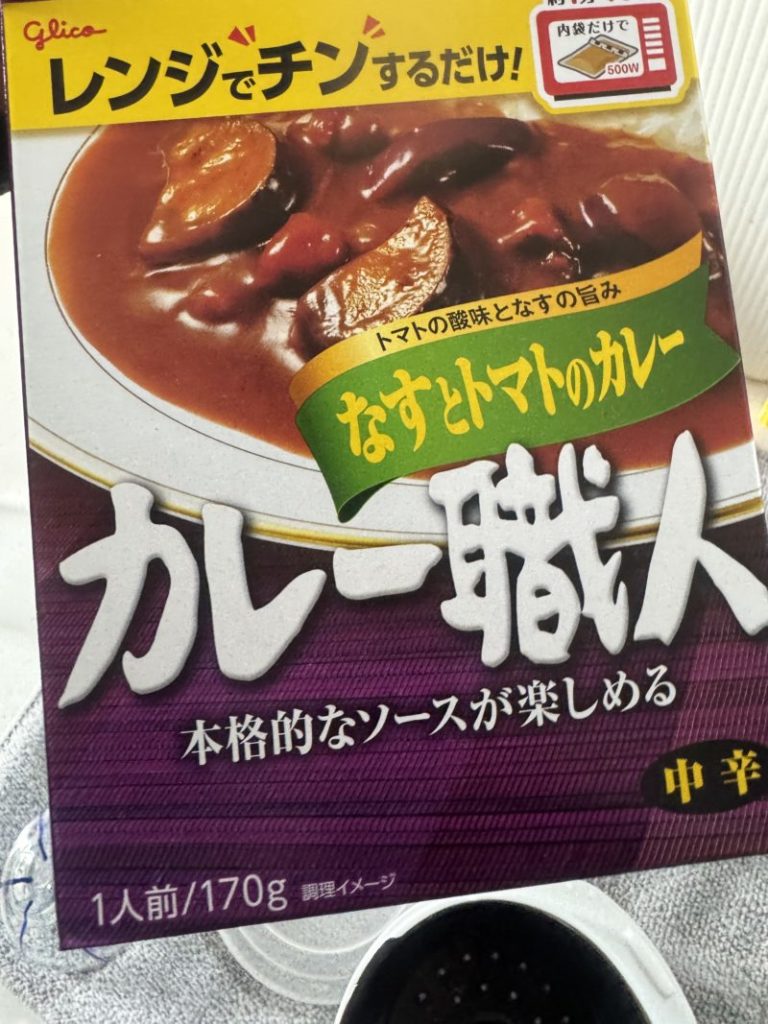 Glico
レンジでチンするだけ!
内袋だけで
500W
トマトの酸味となすの旨み
なすとトマトのカレー
カレー職人
本格的なソースが楽しめる
中辛
1人前/170g 調理イメージ